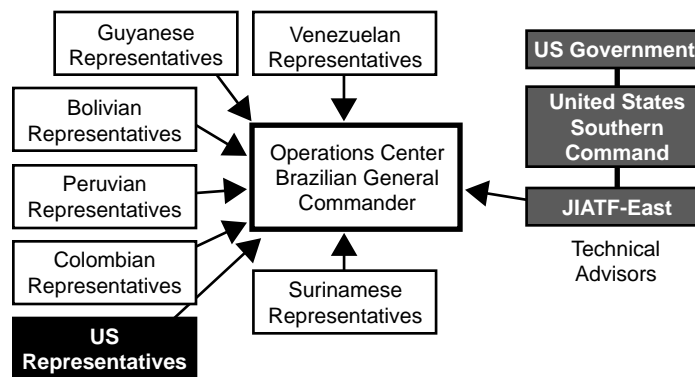 Guyanese
Representatives
Venezuelan
Representatives
US Government
Bolivian
Representatives
United States
Southern
Command
Operations Center
Brazilian General
Commander
Peruvian
Representatives
JIATF-East
Technical
Advisors
Colombian
Representatives
Surinamese
Representatives
US
Representatives